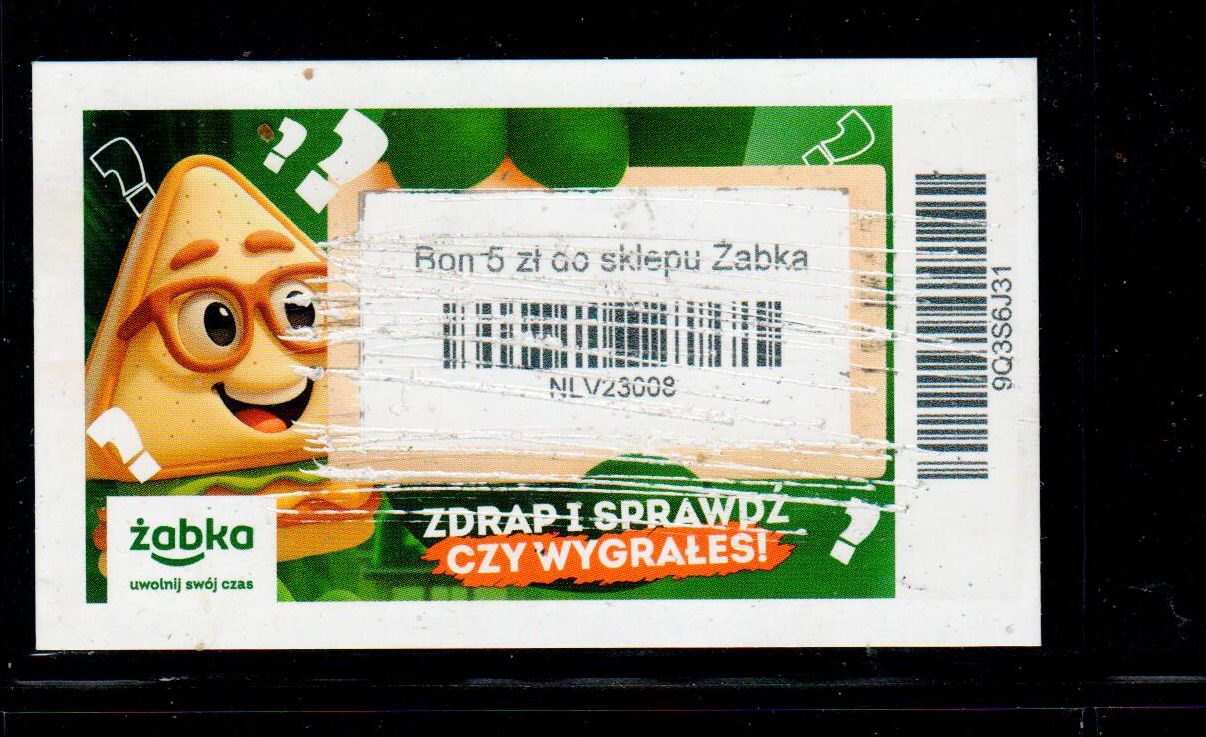 Bon 5 zł do sklepu Żabka
NLV23008
9Q3S6J31
ZDRAP I SPRAWDŹ
CZY WYGRAŁEŚ!
żabka
uwolnij swój czas